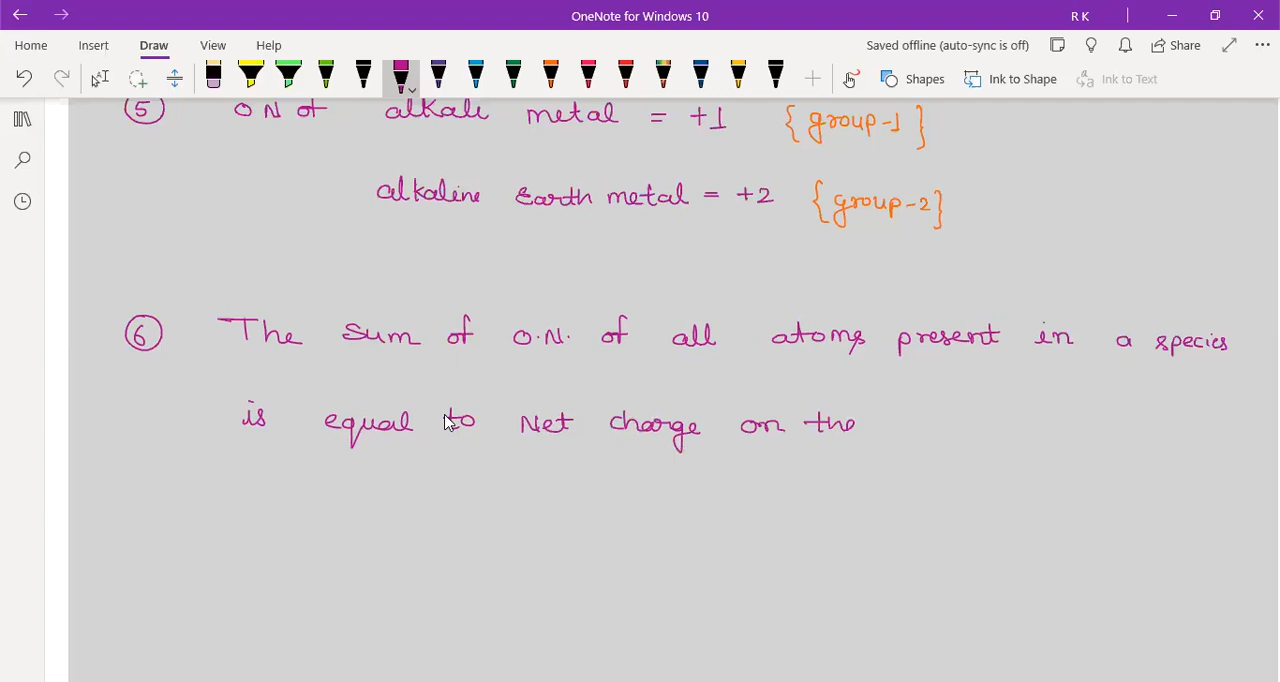 OneNote for Windows 10
R K
Home Insert Draw View Help
Saved offline (auto-sync is off) Share
Shapes Ink to Shape Ink to Text
5 O N of alkali metal = +1 {group-1}
alkaline Earth metal = +2 {group-2}
6 The sum of O.N. of all atoms present in a species
is equal to Net charge on the